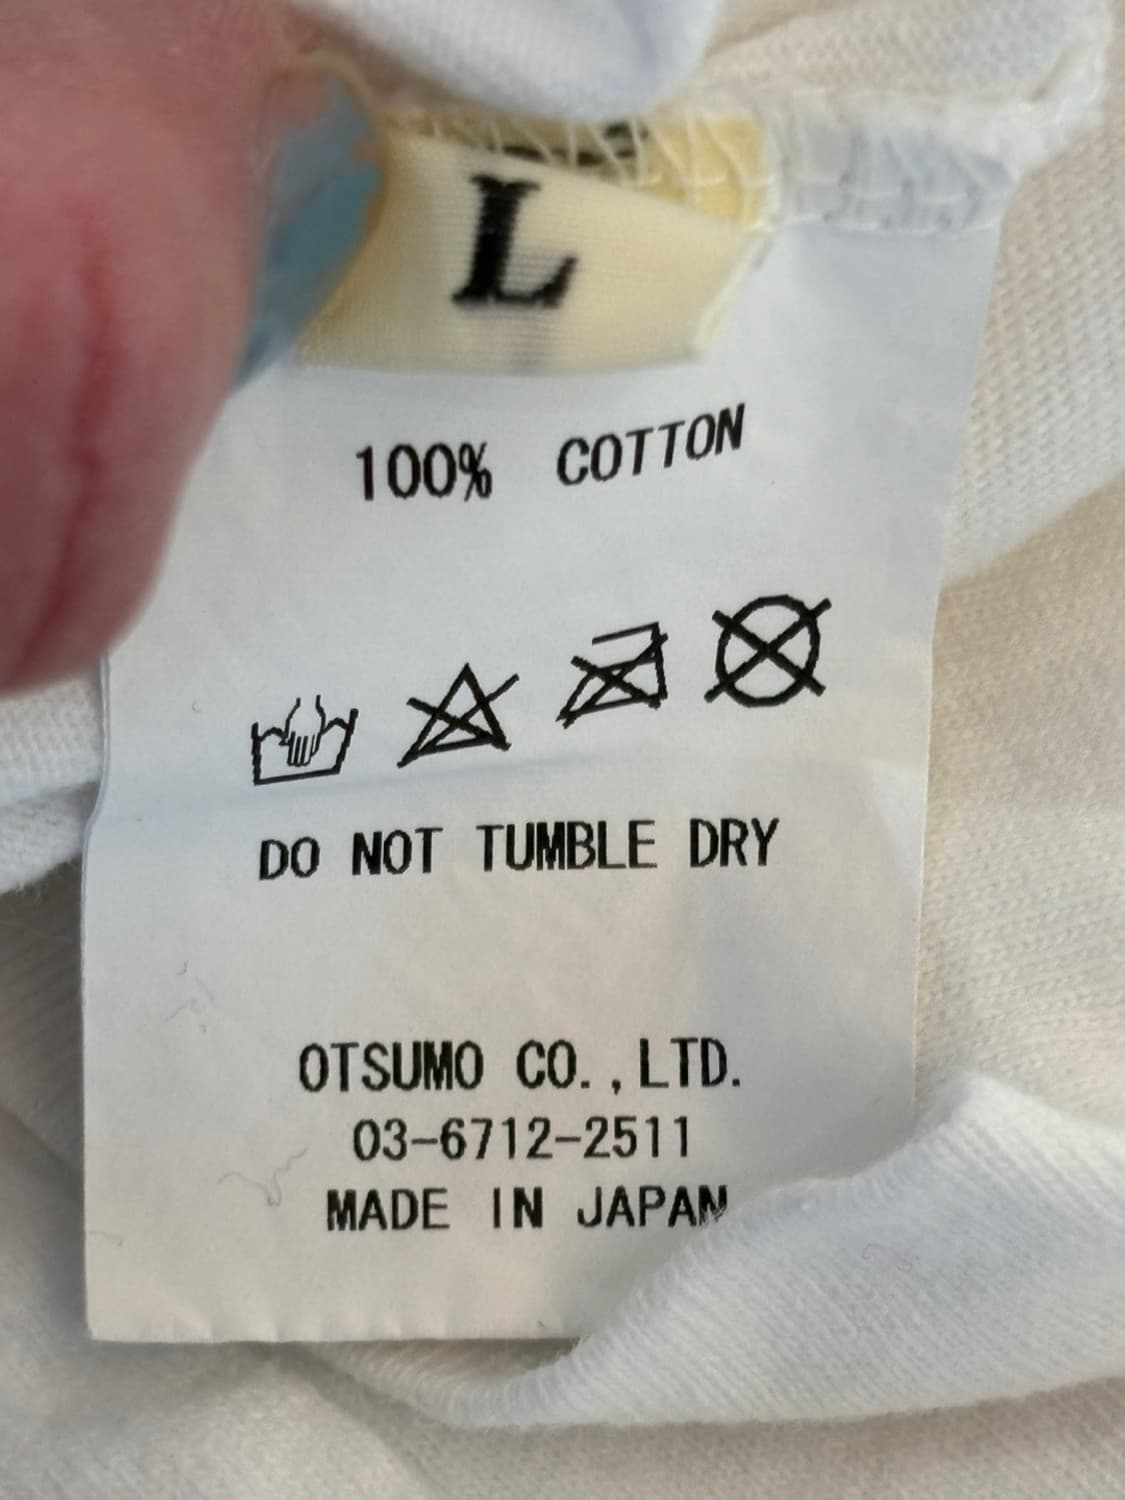 L
100% COTTON
DO NOT TUMBLE DRY
OTSUMO CO.,LTD.
03-6712-2511
MADE IN JAPAN